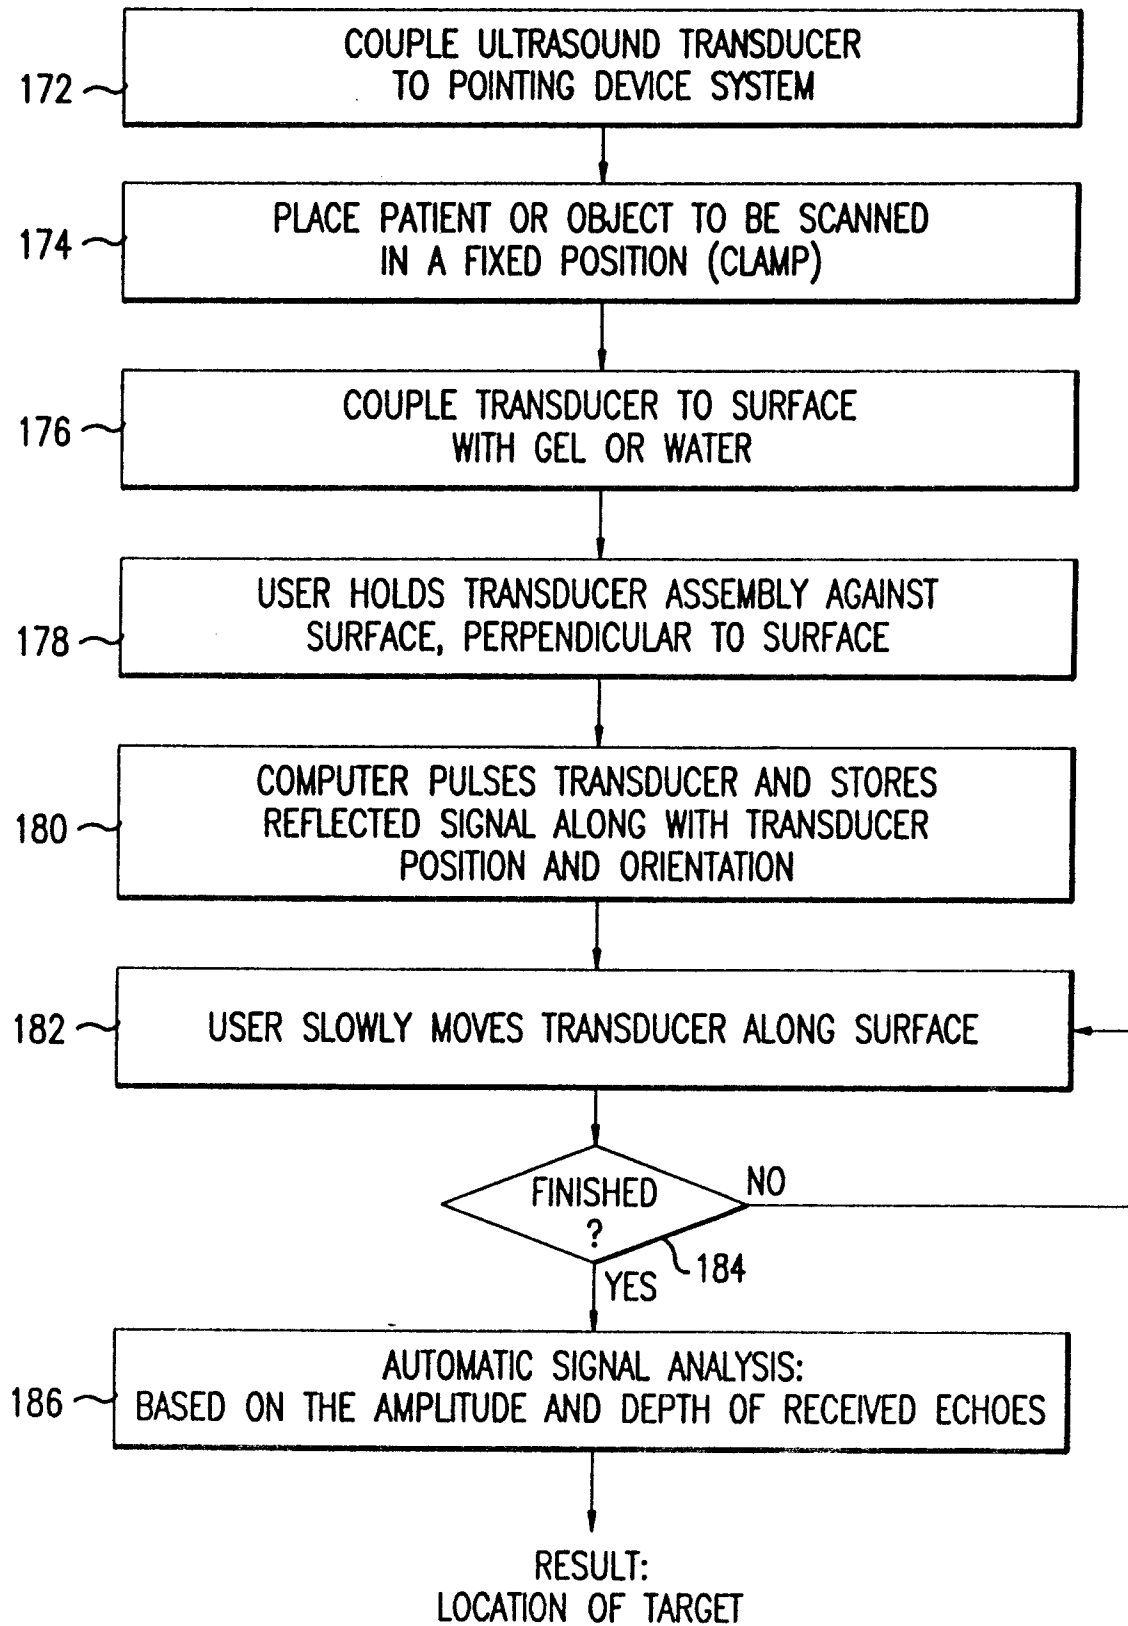 COUPLE ULTRASOUND TRANSDUCER
TO POINTING DEVICE SYSTEM
172
PLACE PATIENT OR OBJECT TO BE SCANNED
IN A FIXED POSITION (CLAMP)
174
COUPLE TRANSDUCER TO SURFACE
WITH GEL OR WATER
176
USER HOLDS TRANSDUCER ASSEMBLY AGAINST
SURFACE, PERPENDICULAR TO SURFACE
178
COMPUTER PULSES TRANSDUCER AND STORES
REFLECTED SIGNAL ALONG WITH TRANSDUCER
POSITION AND ORIENTATION
180
USER SLOWLY MOVES TRANSDUCER ALONG SURFACE
182
FINISHED
?
NO
184
YES
AUTOMATIC SIGNAL ANALYSIS:
BASED ON THE AMPLITUDE AND DEPTH OF RECEIVED ECHOES
186
RESULT:
LOCATION OF TARGET